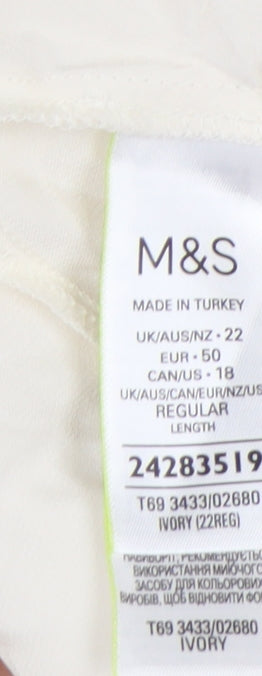 M&S
MADE IN TURKEY
UK/AUS/NZ • 22
EUR • 50
CAN/US • 18
UK/AUS/CAN/EUR/NZ/US
REGULAR
LENGTH
24283519
T69 3433/02680
IVORY (22REG)
ВИКОРИСТАННЯ МИЮЧОГО
ЗАСОБУ ДЛЯ КОЛЬОРОВИХ
ВИРОБІВ, ЩОБ ВІДНОВИТИ
T69 3433/02680
IVORY